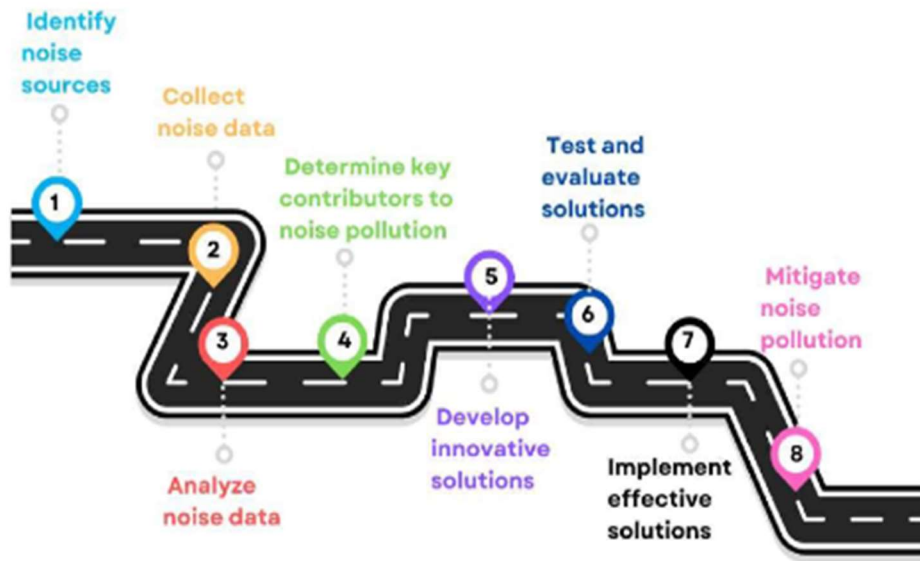 Identify
noise
sources
1
Collect
noise data
2
Analyze
noise data
3
Determine key
contributors to
noise pollution
4
Develop
innovative
solutions
5
Test and
evaluate
solutions
6
Implement
effective
solutions
7
Mitigate
noise
pollution
8